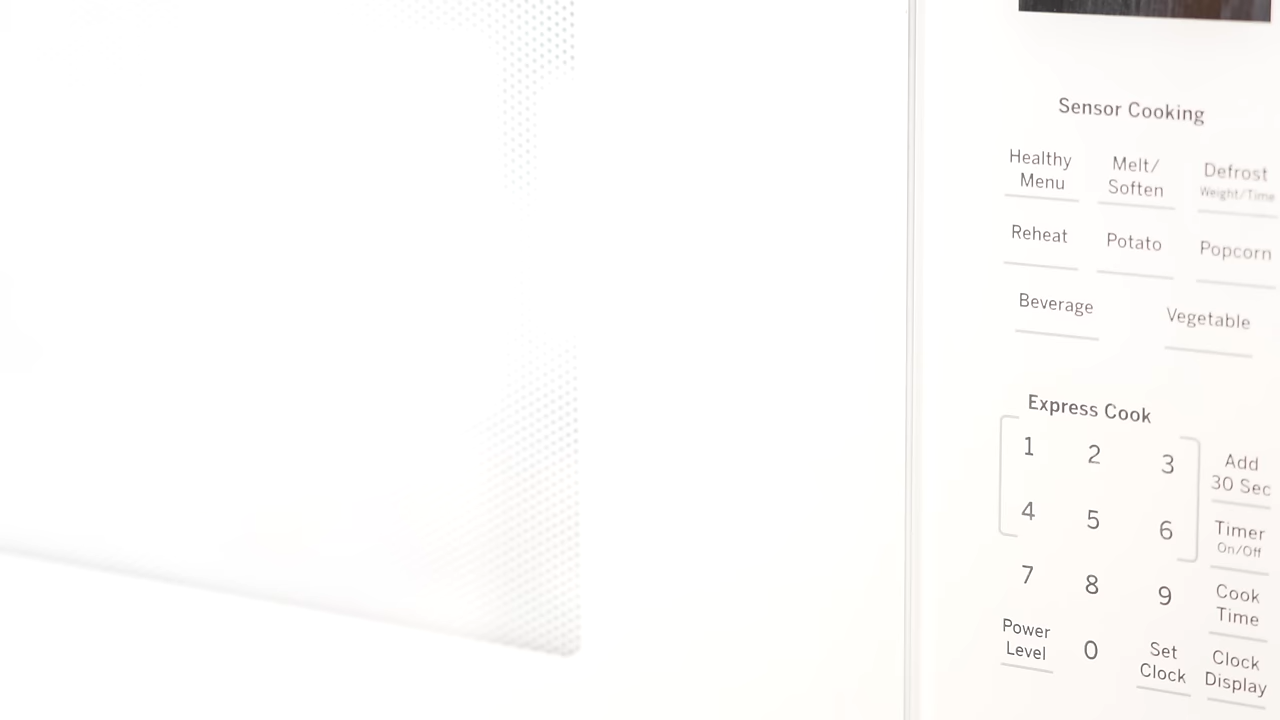 Sensor Cooking
Healthy
Menu
Melt/
Soften
Defrost
Weight/Time
Reheat
Potato
Popcorn
Beverage
Vegetable
Express Cook
1
2
3
Add
30 Sec
4
5
6
Timer
On/Off
7
8
9
Cook
Time
Power
Level
0
Set
Clock
Clock
Display